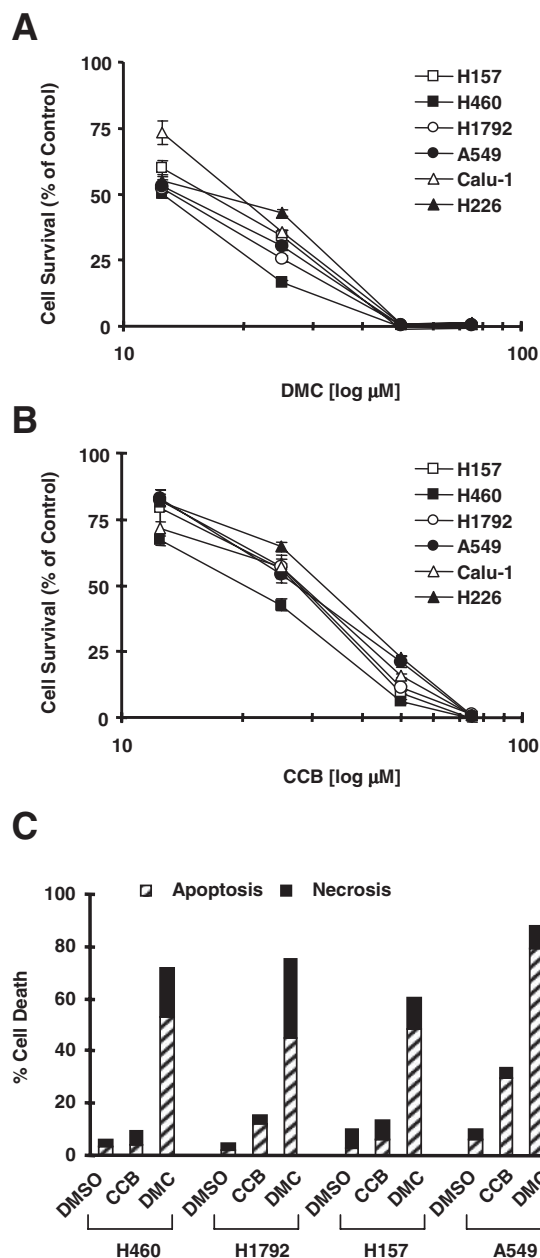 A
100
75
50
25
0
Cell Survival (% of Control)
H157
H460
H1792
A549
Calu-1
H226
10
100
DMC [log µM]
B
100
75
50
25
0
Cell Survival (% of Control)
H157
H460
H1792
A549
Calu-1
H226
10
100
CCB [log µM]
C
100
80
60
40
20
0
% Cell Death
Apoptosis Necrosis
DMSO CCB DMC DMSO CCB DMC DMSO CCB DMC DMSO CCB DMC
H460 H1792 H157 A549